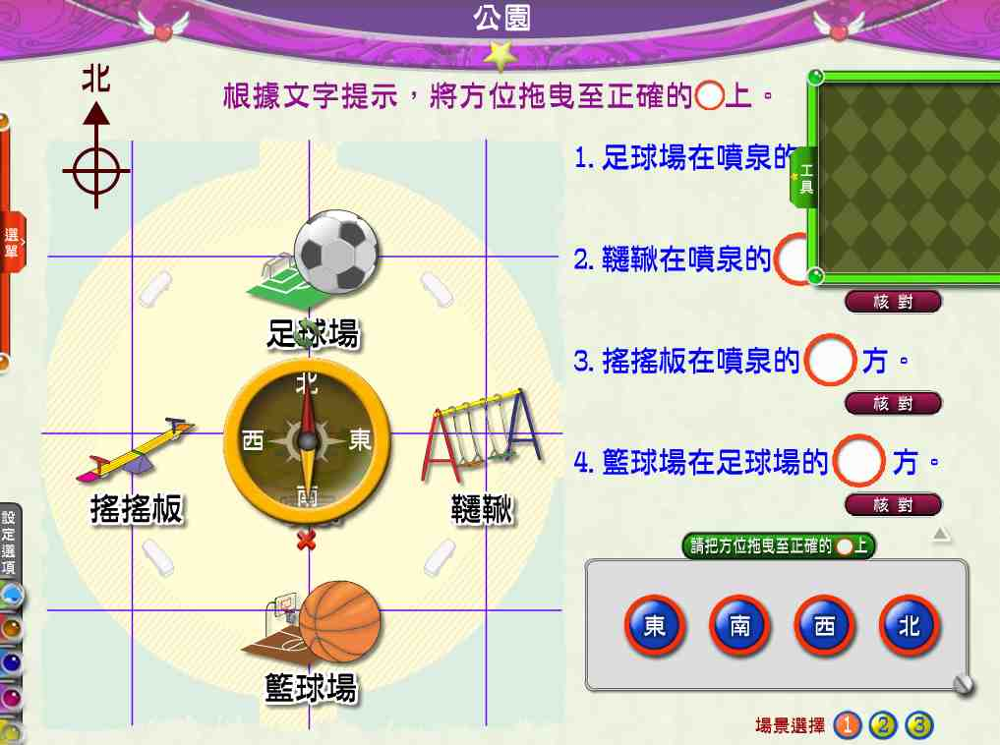 公園
北
根據文字提示，將方位拖曳至正確的○上。
1. 足球場在噴泉的
工具
選單
2. 韆鞦在噴泉的
核對
足球場
3. 搖搖板在噴泉的 方。
核對
北
西 東
南
4. 籃球場在足球場的 方。
核對
搖搖板
韆鞦
設定選項
請把方位拖曳至正確的○上
東 南 西 北
籃球場
場景選擇 1 2 3